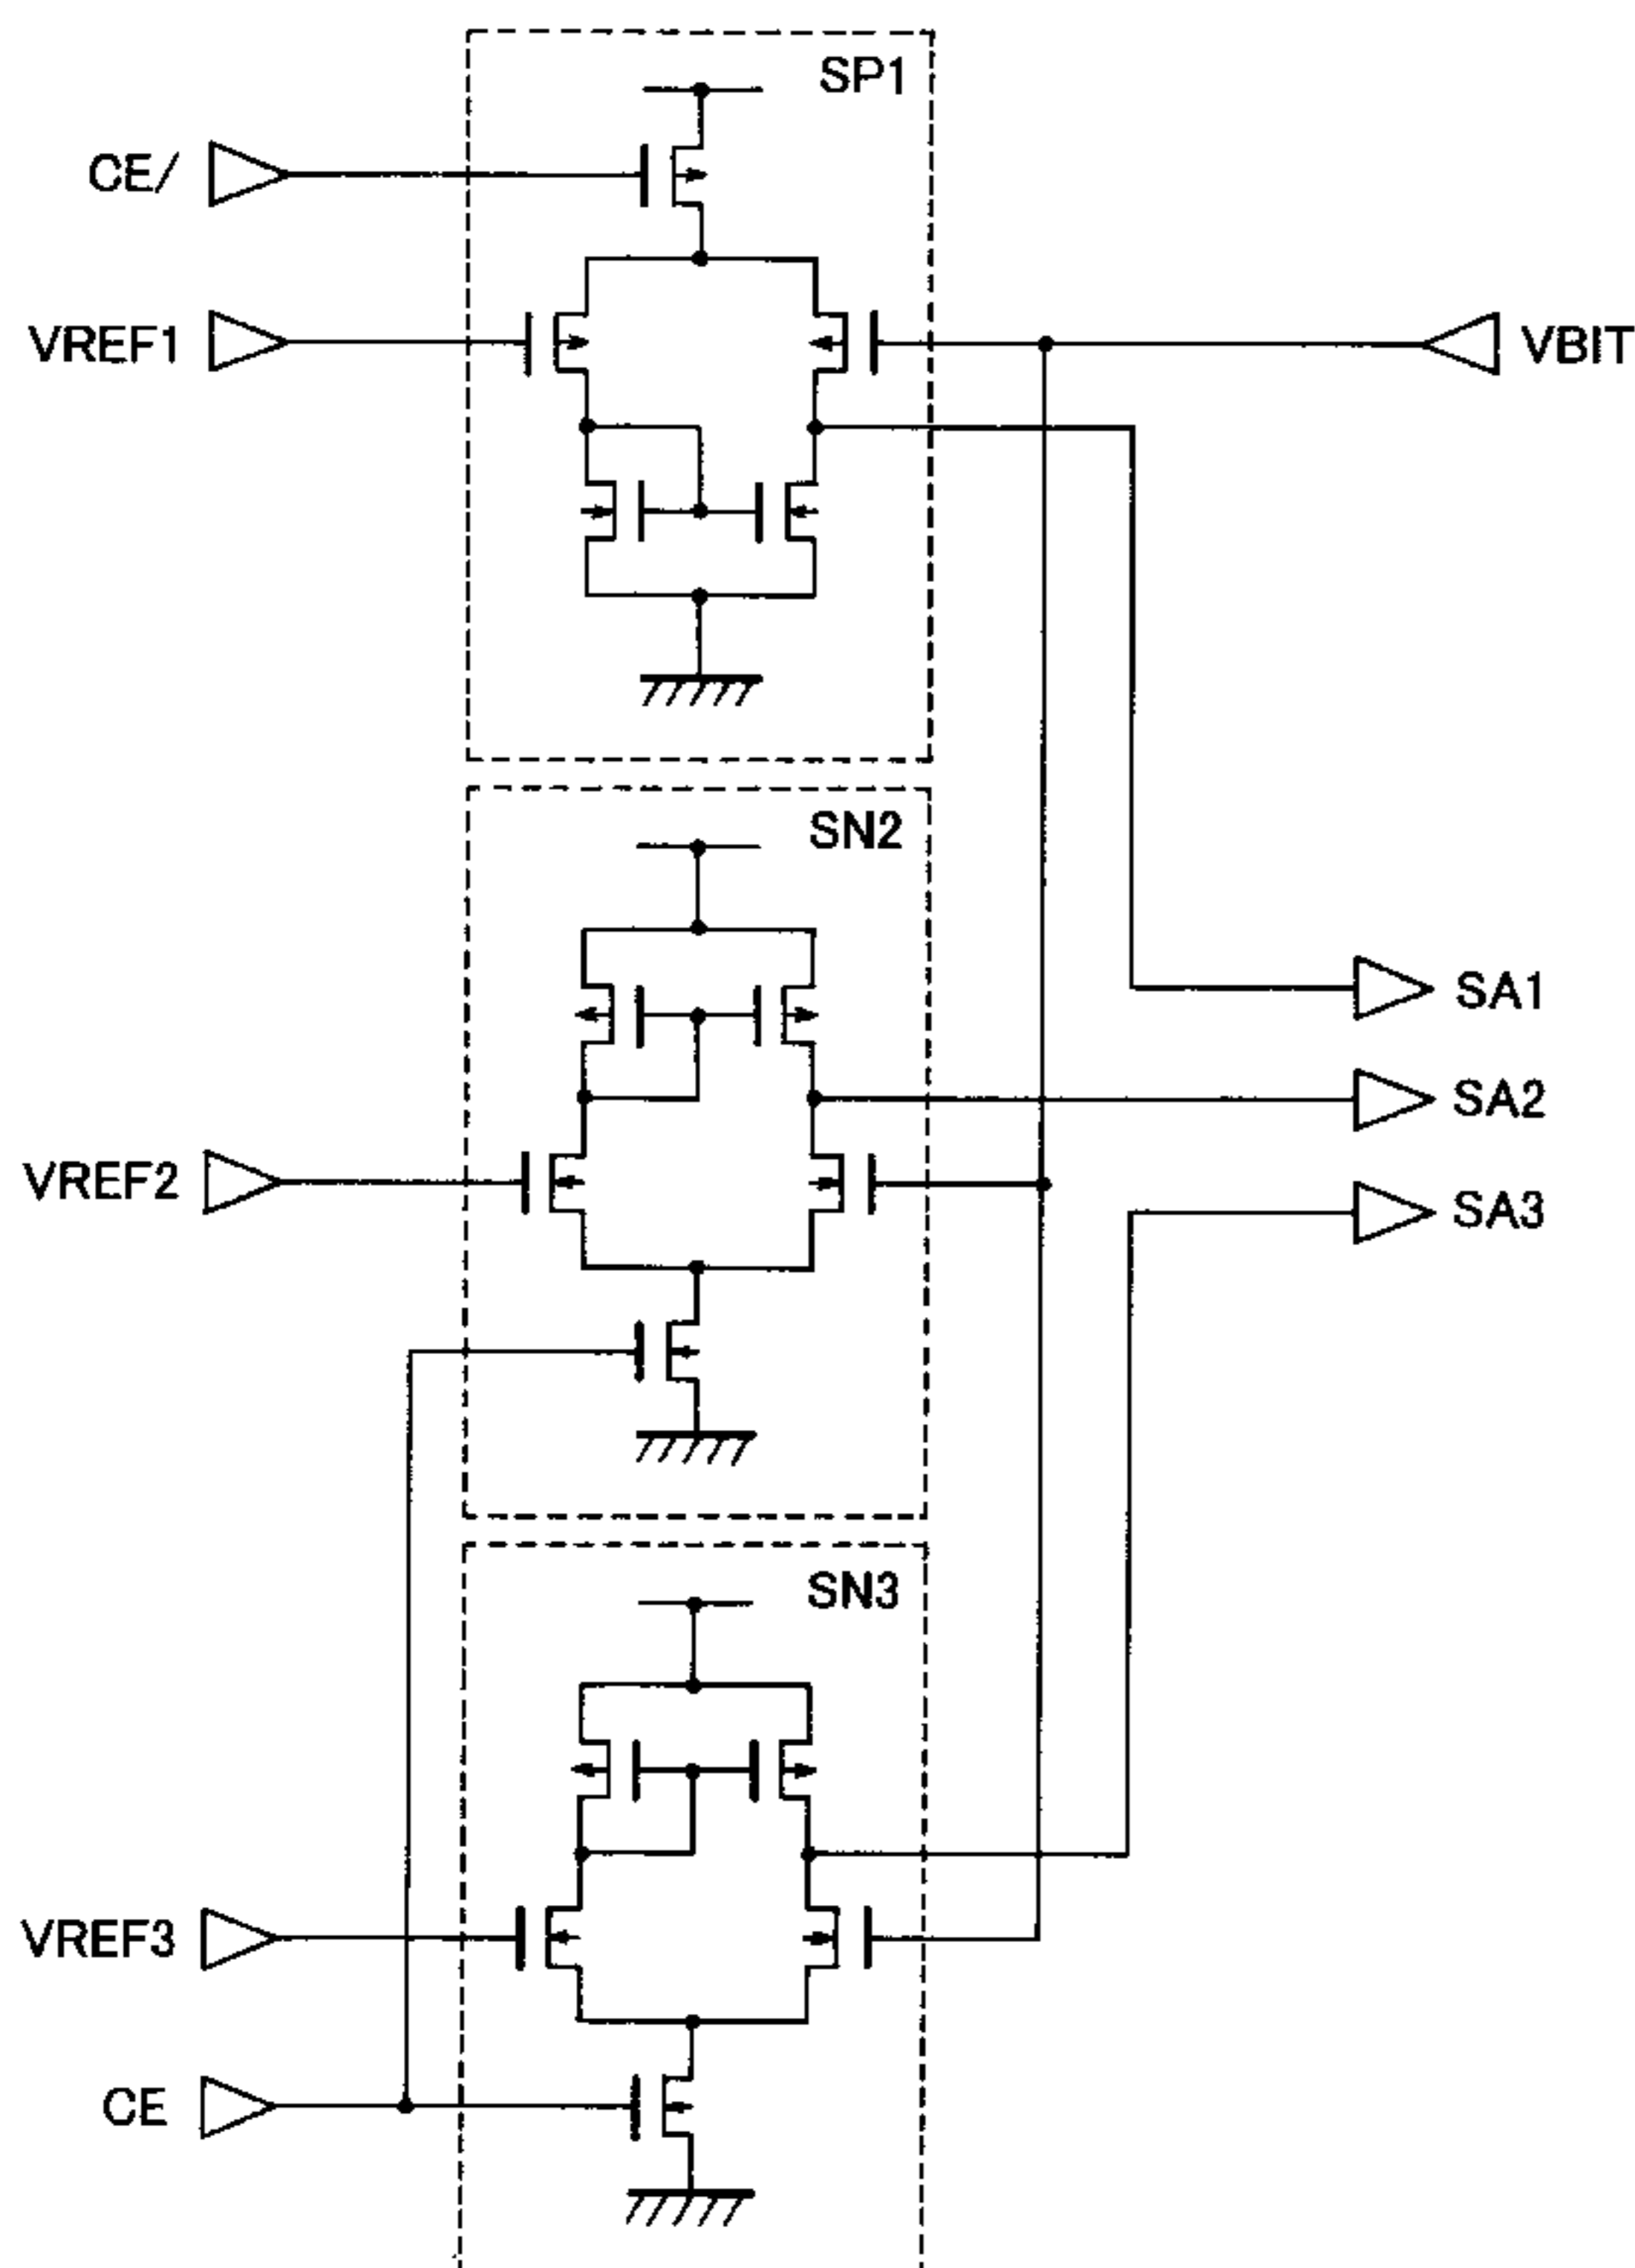 SP1
CE/
VREF1
VBIT
SN2
SA1
SA2
VREF2
SA3
SN3
VREF3
CE